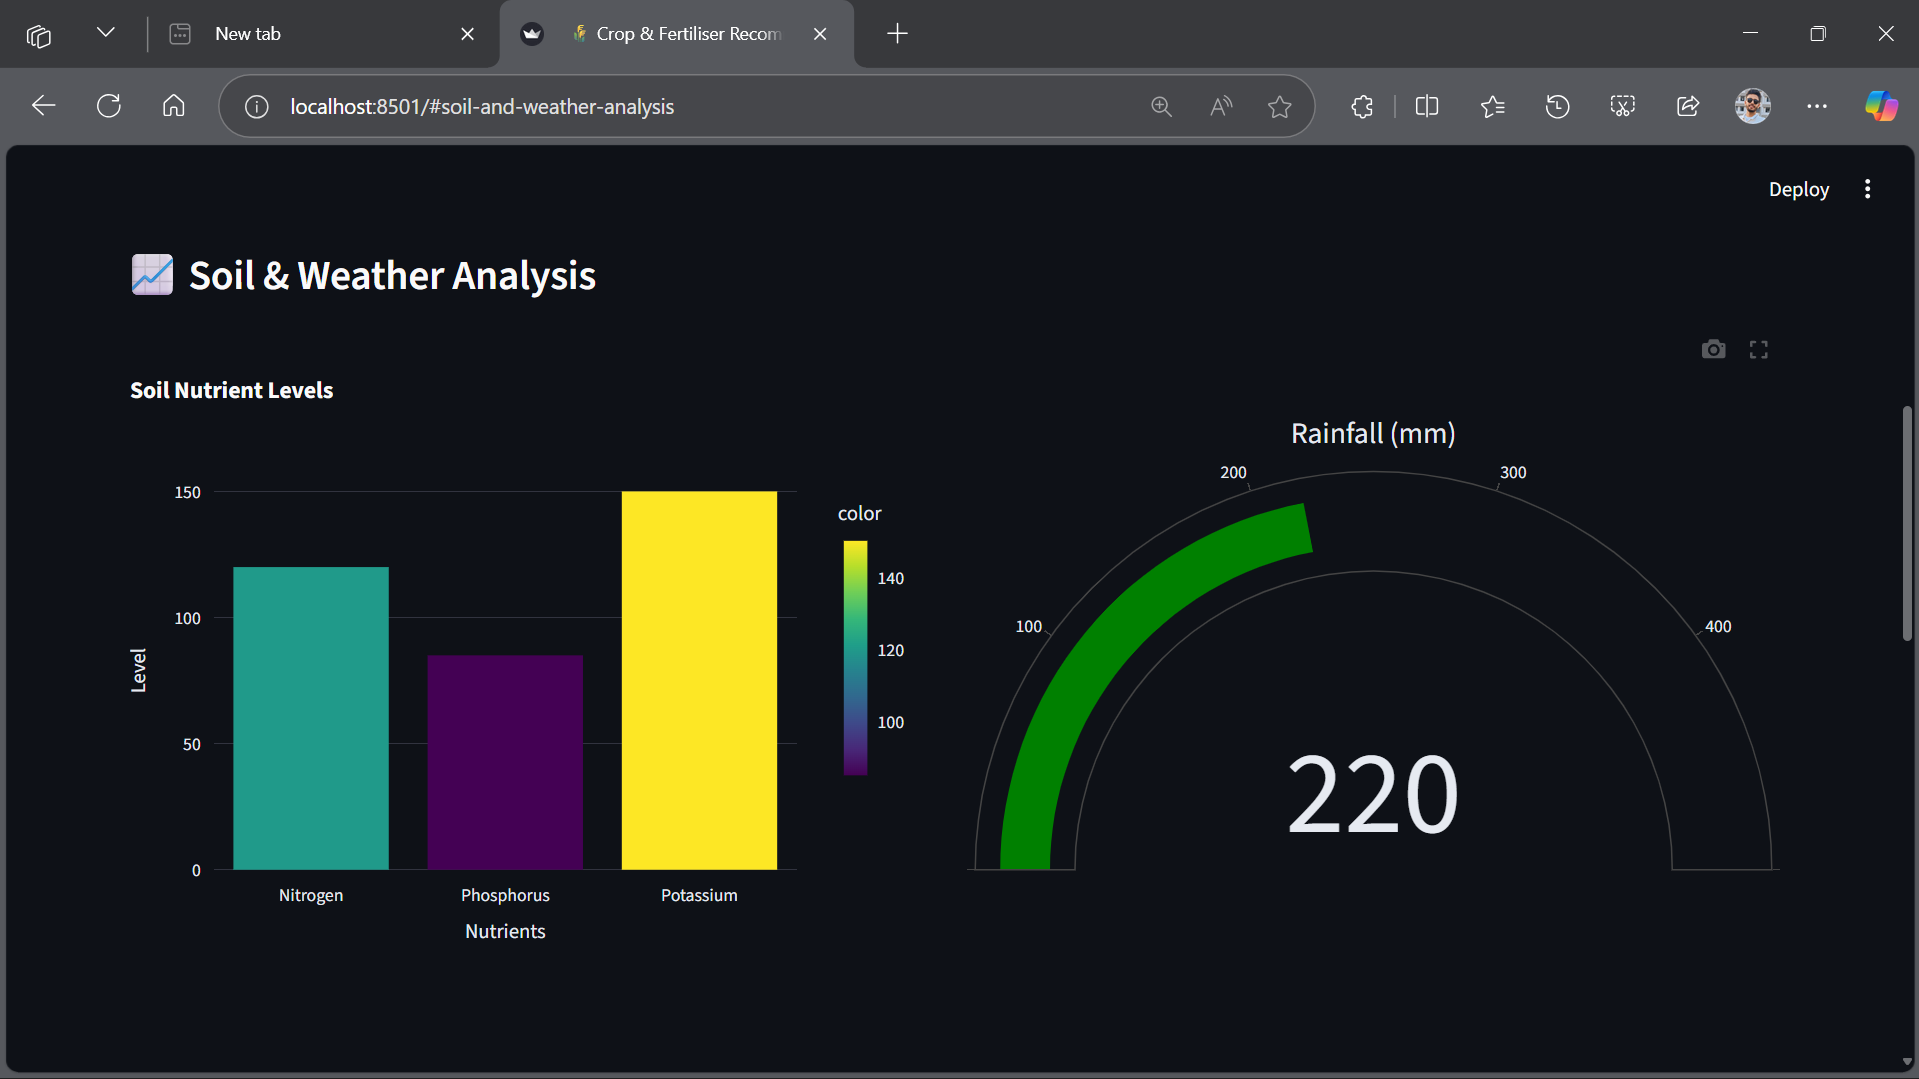 New tab
Crop & Fertiliser Recom
localhost:8501/#soil-and-weather-analysis
Deploy
Soil & Weather Analysis
Soil Nutrient Levels
150
100
50
0
Level
Nitrogen
Phosphorus
Potassium
Nutrients
color
140
120
100
Rainfall (mm)
100
200
300
400
220